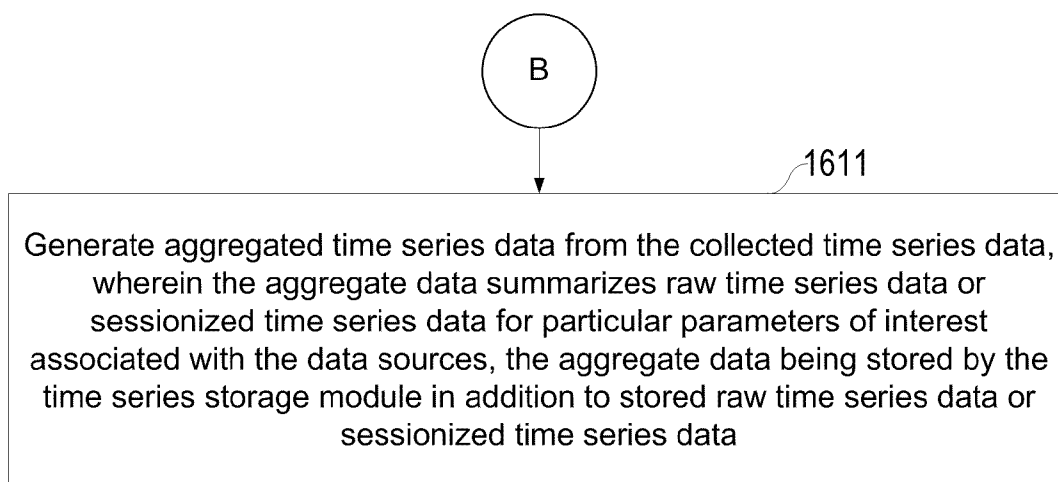 B
1611
Generate aggregated time series data from the collected time series data,
wherein the aggregate data summarizes raw time series data or
sessionized time series data for particular parameters of interest
associated with the data sources, the aggregate data being stored by the
time series storage module in addition to stored raw time series data or
sessionized time series data